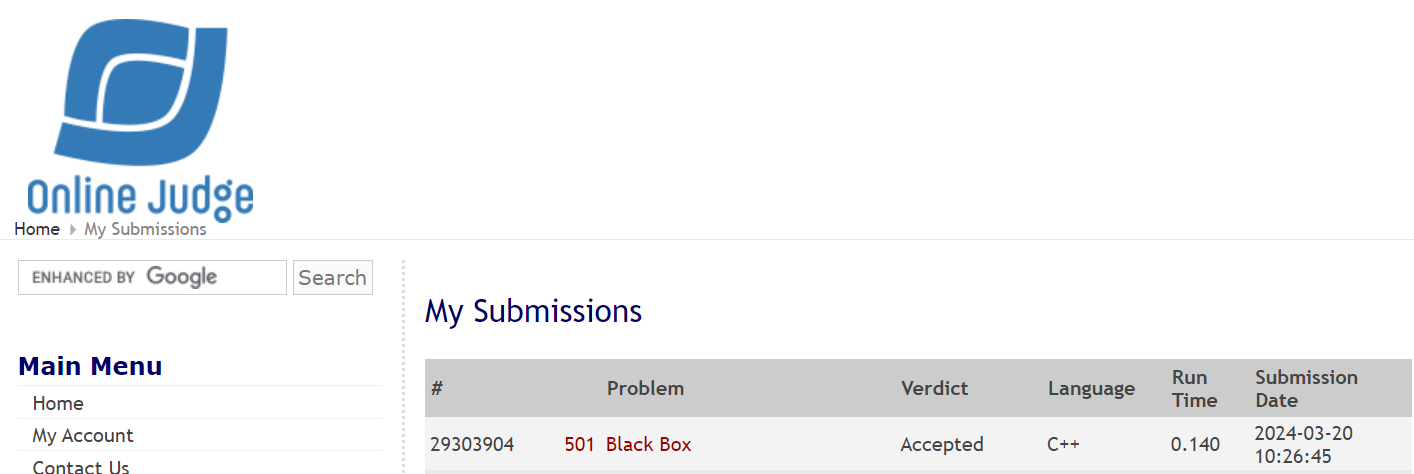 Online Judge
Home My Submissions
ENHANCED BY Google Search
My Submissions
Main Menu
Home
My Account
Contact Us
# Problem Verdict Language Run Time Submission Date
29303904 501 Black Box Accepted C++ 0.140 2024-03-20 10:26:45